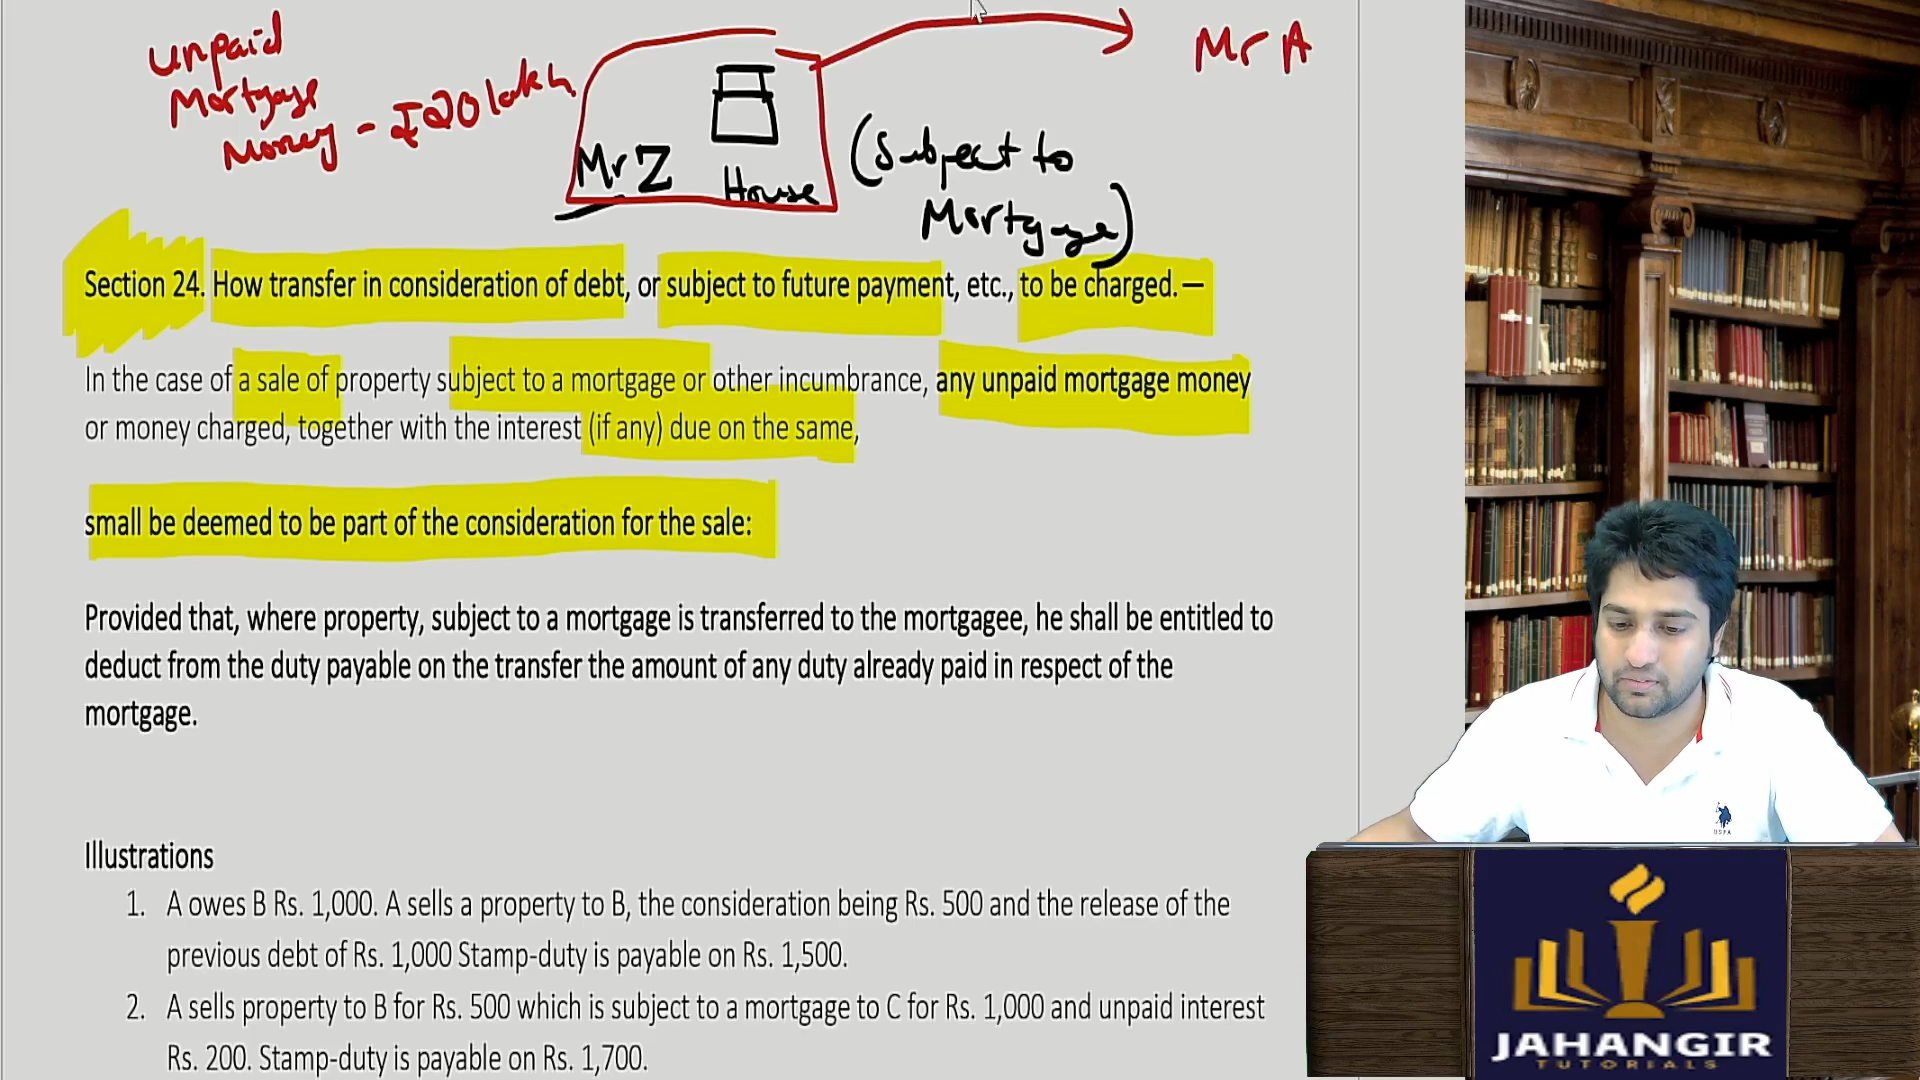 unpaid
Mortgage
Money - ₹20 lakh
Mr Z
House
(Subject to
Mortgage)
Mr A
Section 24. How transfer in consideration of debt, or subject to future payment, etc., to be charged. —
In the case of a sale of property subject to a mortgage or other incumbrance, any unpaid mortgage money
or money charged, together with the interest (if any) due on the same,
small be deemed to be part of the consideration for the sale:
Provided that, where property, subject to a mortgage is transferred to the mortgagee, he shall be entitled to
deduct from the duty payable on the transfer the amount of any duty already paid in respect of the
mortgage.
Illustrations
1. A owes B Rs. 1,000. A sells a property to B, the consideration being Rs. 500 and the release of the
previous debt of Rs. 1,000 Stamp-duty is payable on Rs. 1,500.
2. A sells property to B for Rs. 500 which is subject to a mortgage to C for Rs. 1,000 and unpaid interest
Rs. 200. Stamp-duty is payable on Rs. 1,700.
USPA
JAHANGIR
TUTORIALS